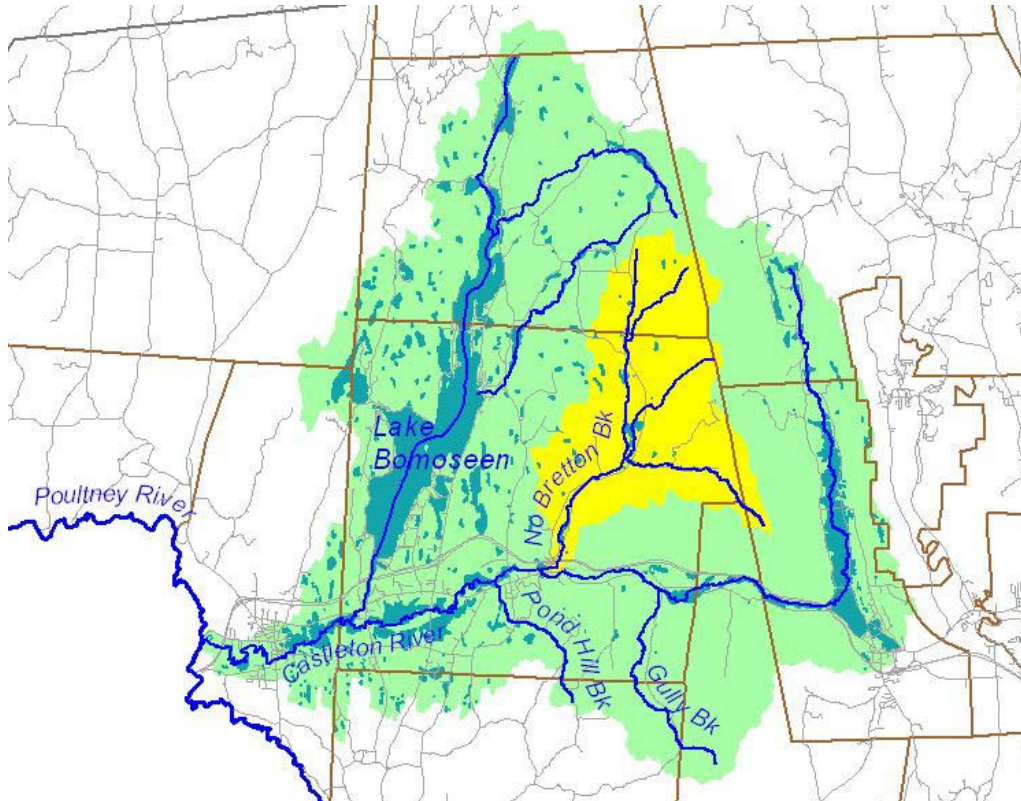 Lake
Bomoseen
Poultney River
No Bretton Bk
Castleton River
Pond Hill Bk
Gully Bk